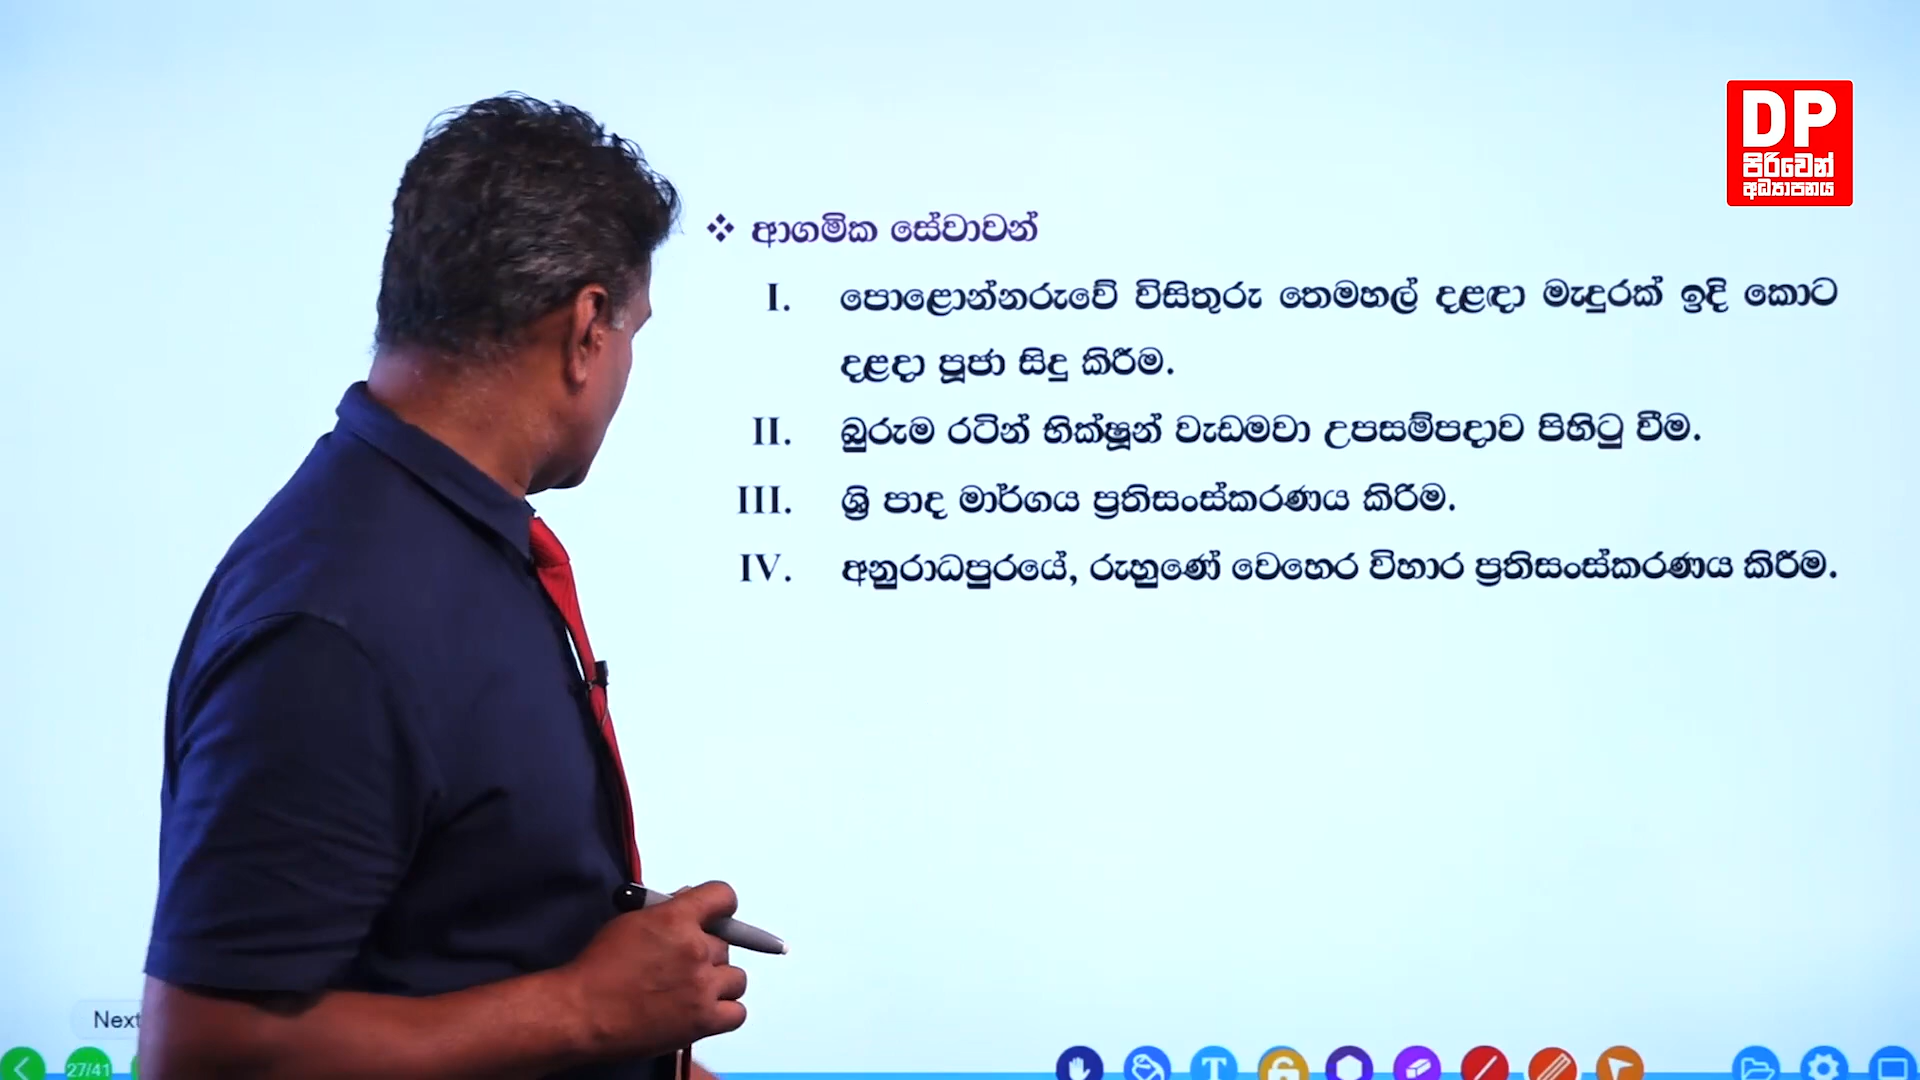 DP
පිරිවෙන්
අධ්‍යාපනය
❖ ආගමික සේවාවන්
I. පොළොන්නරුවේ විසිතුරු තෙමහල් දළඳා මැදුරක් ඉදි කොට
දළදා පූජා සිදු කිරීම.
II. බුරුම රටින් භික්ෂූන් වැඩමවා උපසම්පදාව පිහිටු වීම.
III. ශ්‍රි පාද මාර්ගය ප්‍රතිසංස්කරණය කිරිම.
IV. අනුරාධපුරයේ, රුහුණේ වෙහෙර විහාර ප්‍රතිසංස්කරණය කිරීම.
Next
27/41